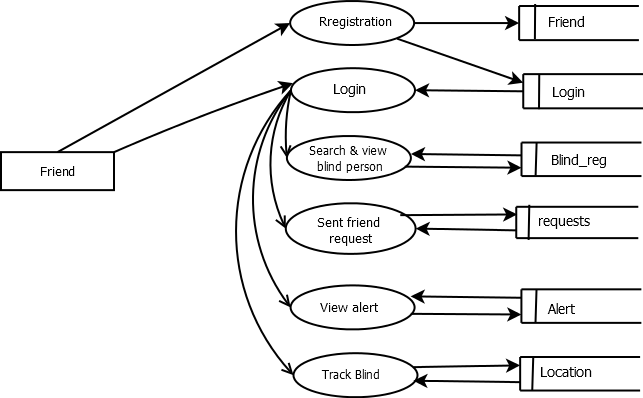 Rregistration
Friend
Login
Login
Search & view
blind person
Blind_reg
Friend
Sent friend
request
requests
View alert
Alert
Track Blind
Location